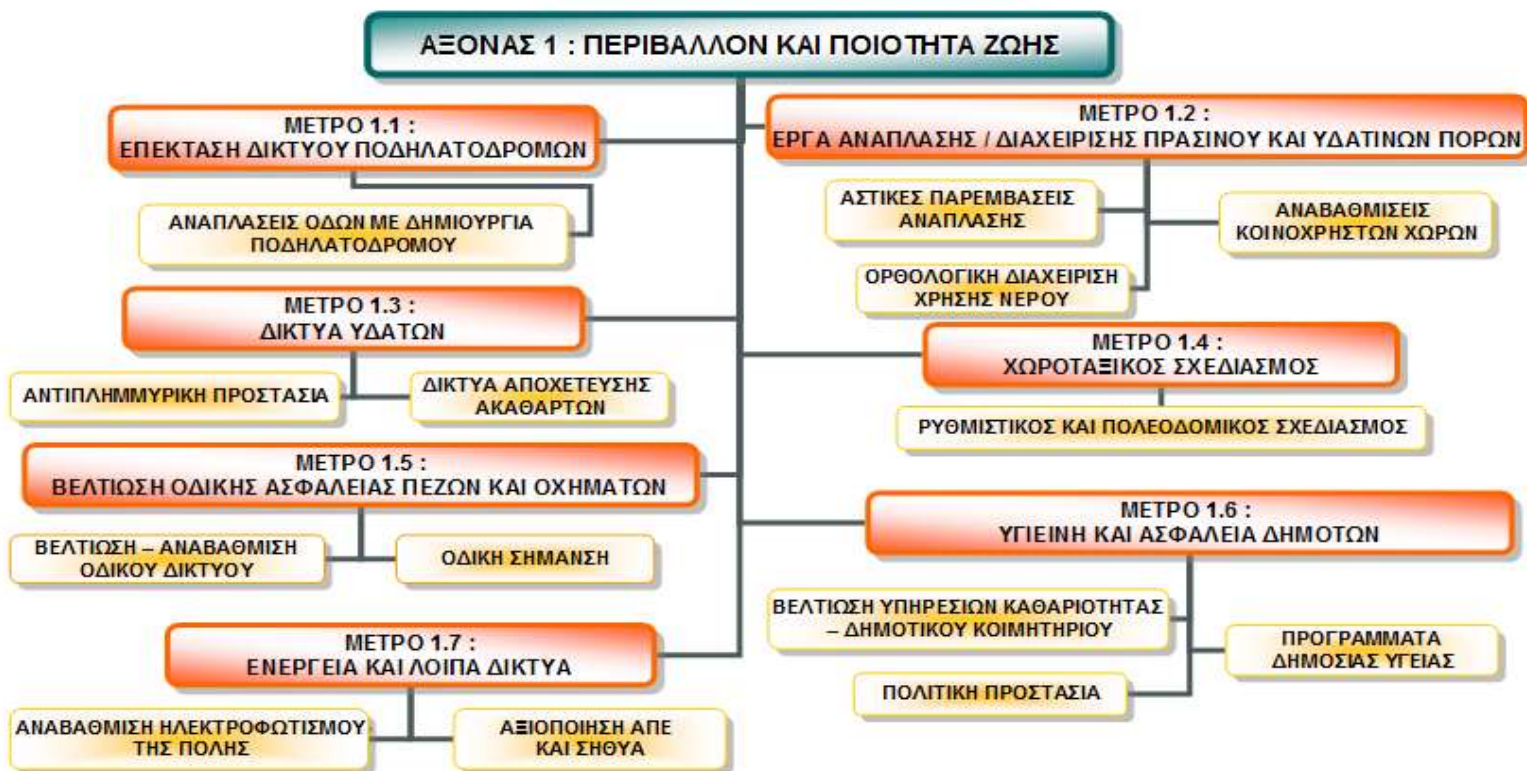 ΑΞΟΝΑΣ 1 : ΠΕΡΙΒΑΛΛΟΝ ΚΑΙ ΠΟΙΟΤΗΤΑ ΖΩΗΣ
ΜΕΤΡΟ 1.1 :
ΕΠΕΚΤΑΣΗ ΔΙΚΤΥΟΥ ΠΟΔΗΛΑΤΟΔΡΟΜΩΝ
ΑΝΑΠΛΑΣΕΙΣ ΟΔΩΝ ΜΕ ΔΗΜΙΟΥΡΓΙΑ
ΠΟΔΗΛΑΤΟΔΡΟΜΟΥ
ΜΕΤΡΟ 1.2 :
ΕΡΓΑ ΑΝΑΠΛΑΣΗΣ / ΔΙΑΧΕΙΡΙΣΗΣ ΠΡΑΣΙΝΟΥ ΚΑΙ ΥΔΑΤΙΝΩΝ ΠΟΡΩΝ
ΑΣΤΙΚΕΣ ΠΑΡΕΜΒΑΣΕΙΣ
ΑΝΑΠΛΑΣΗΣ
ΑΝΑΒΑΘΜΙΣΕΙΣ
ΚΟΙΝΟΧΡΗΣΤΩΝ ΧΩΡΩΝ
ΟΡΘΟΛΟΓΙΚΗ ΔΙΑΧΕΙΡΙΣΗ
ΧΡΗΣΗΣ ΝΕΡΟΥ
ΜΕΤΡΟ 1.3 :
ΔΙΚΤΥΑ ΥΔΑΤΩΝ
ΑΝΤΙΠΛΗΜΜΥΡΙΚΗ ΠΡΟΣΤΑΣΙΑ
ΔΙΚΤΥΑ ΑΠΟΧΕΤΕΥΣΗΣ
ΑΚΑΘΑΡΤΩΝ
ΜΕΤΡΟ 1.4 :
ΧΩΡΟΤΑΞΙΚΟΣ ΣΧΕΔΙΑΣΜΟΣ
ΡΥΘΜΙΣΤΙΚΟΣ ΚΑΙ ΠΟΛΕΟΔΟΜΙΚΟΣ ΣΧΕΔΙΑΣΜΟΣ
ΜΕΤΡΟ 1.5 :
ΒΕΛΤΙΩΣΗ ΟΔΙΚΗΣ ΑΣΦΑΛΕΙΑΣ ΠΕΖΩΝ ΚΑΙ ΟΧΗΜΑΤΩΝ
ΒΕΛΤΙΩΣΗ – ΑΝΑΒΑΘΜΙΣΗ
ΟΔΙΚΟΥ ΔΙΚΤΥΟΥ
ΟΔΙΚΗ ΣΗΜΑΝΣΗ
ΜΕΤΡΟ 1.6 :
ΥΓΙΕΙΝΗ ΚΑΙ ΑΣΦΑΛΕΙΑ ΔΗΜΟΤΩΝ
ΒΕΛΤΙΩΣΗ ΥΠΗΡΕΣΙΩΝ ΚΑΘΑΡΙΟΤΗΤΑΣ
– ΔΗΜΟΤΙΚΟΥ ΚΟΙΜΗΤΗΡΙΟΥ
ΠΡΟΓΡΑΜΜΑΤΑ
ΔΗΜΟΣΙΑΣ ΥΓΕΙΑΣ
ΠΟΛΙΤΙΚΗ ΠΡΟΣΤΑΣΙΑ
ΜΕΤΡΟ 1.7 :
ΕΝΕΡΓΕΙΑ ΚΑΙ ΛΟΙΠΑ ΔΙΚΤΥΑ
ΑΝΑΒΑΘΜΙΣΗ ΗΛΕΚΤΡΟΦΩΤΙΣΜΟΥ
ΤΗΣ ΠΟΛΗΣ
ΑΞΙΟΠΟΙΗΣΗ ΑΠΕ
ΚΑΙ ΣΗΘΥΑ